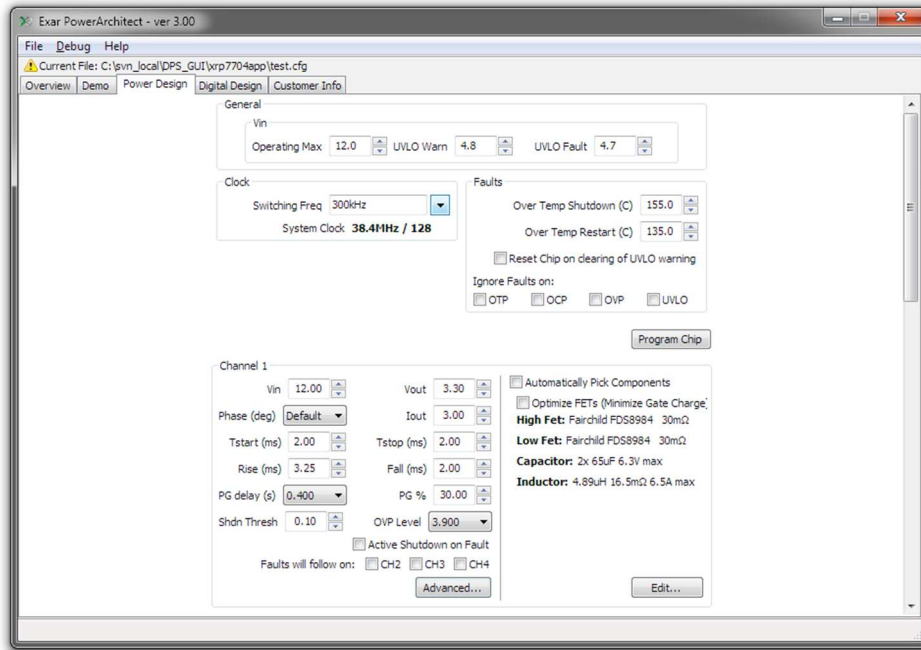 Exar PowerArchitect - ver 3.00
File Debug Help
Current File: C:\svn_local\DPS_GUI\xrp7704app\test.cfg
Overview Demo Power Design Digital Design Customer Info
General
Vin
Operating Max 12.0 UVLO Warn 4.8 UVLO Fault 4.7
Clock
Switching Freq 300kHz
System Clock 38.4MHz / 128
Faults
Over Temp Shutdown (C) 155.0
Over Temp Restart (C) 135.0
Reset Chip on clearing of UVLO warning
Ignore Faults on:
OTP OCP OVP UVLO
Program Chip
Channel 1
Vin 12.00 Vout 3.30
Phase (deg) Default Iout 3.00
Tstart (ms) 2.00 Tstop (ms) 2.00
Rise (ms) 3.25 Fall (ms) 2.00
PG delay (s) 0.400 PG % 30.00
Shdn Thresh 0.10 OVP Level 3.900
Active Shutdown on Fault
Faults will follow on: CH2 CH3 CH4
Advanced...
Automatically Pick Components
Optimize FETs (Minimize Gate Charge)
High Fet: Fairchild FDS8984 30mΩ
Low Fet: Fairchild FDS8984 30mΩ
Capacitor: 2x 65uF 6.3V max
Inductor: 4.89uH 16.5mΩ 6.5A max
Edit...